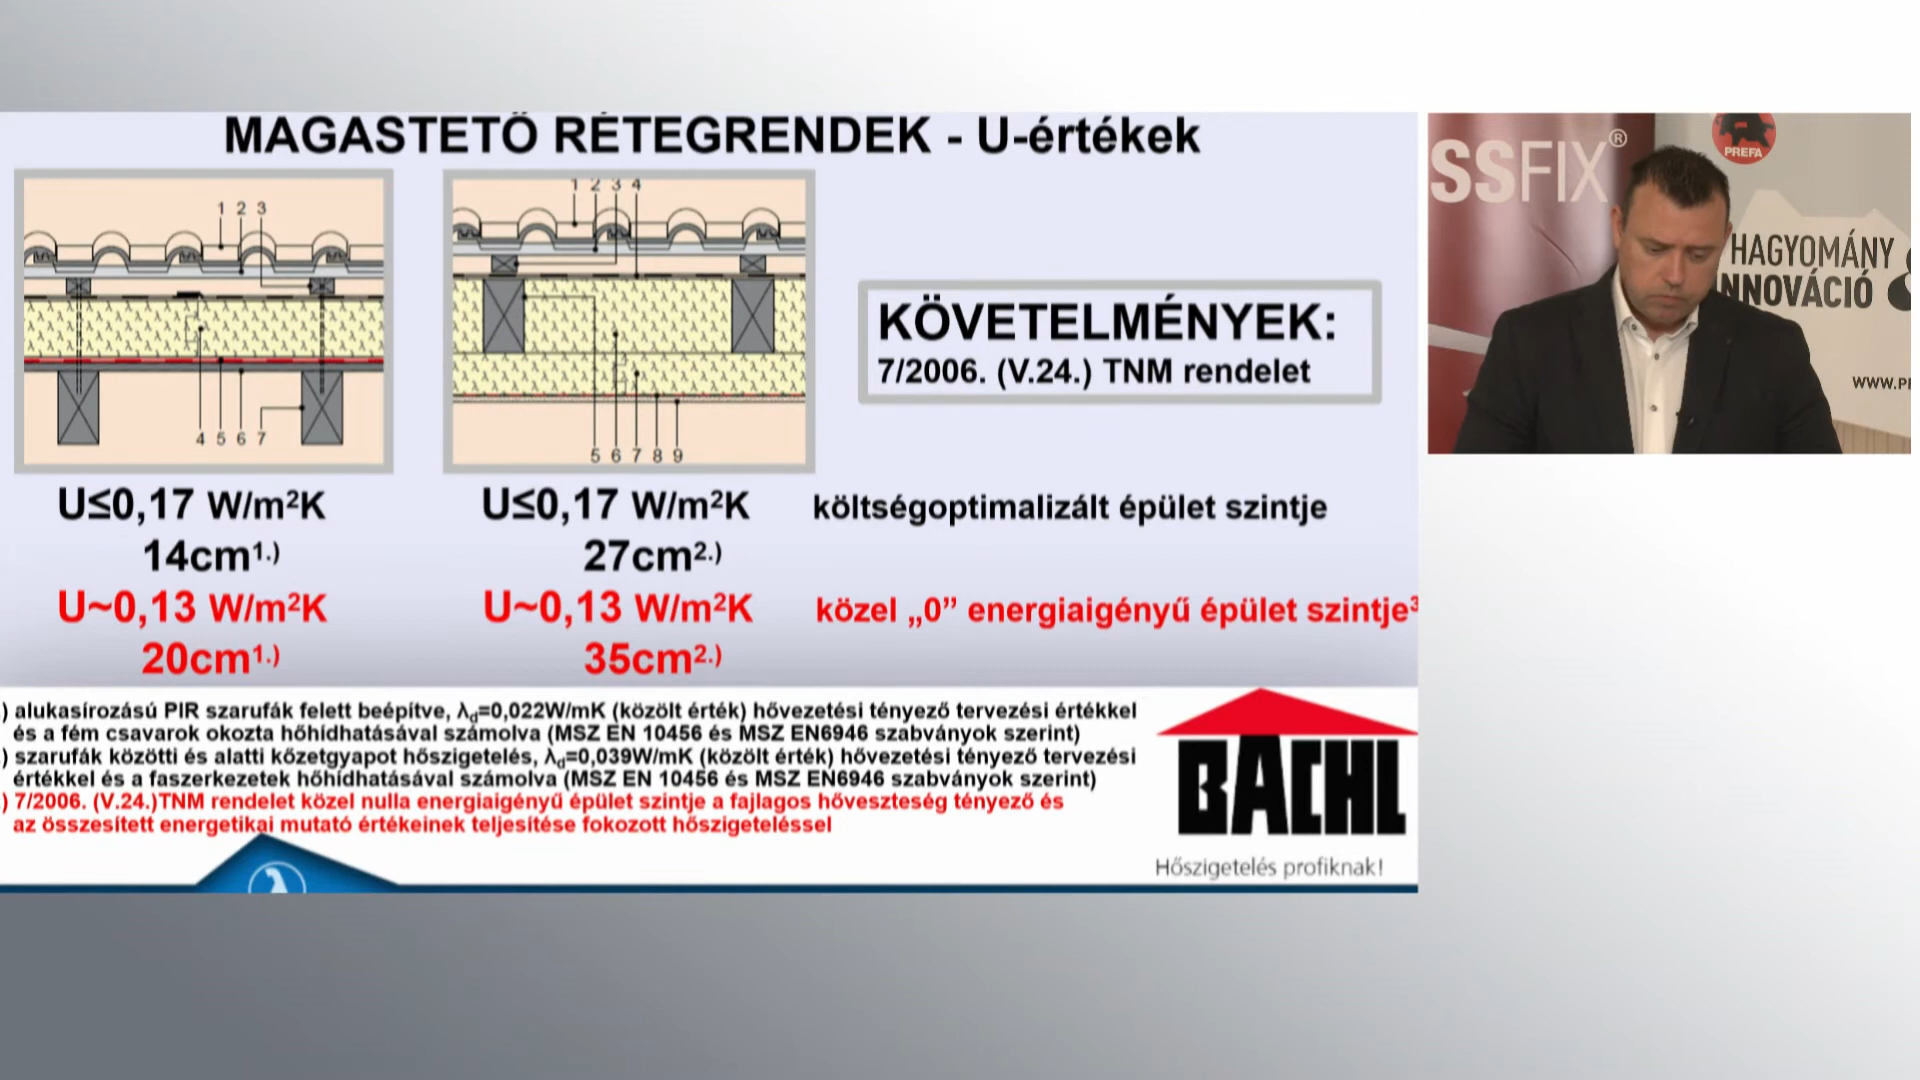 MAGASTETŐ RÉTEGRENDEK - U-értékek
1 2 3
4 5 6 7
1 2 3 4
5 6 7 8 9
KÖVETELMÉNYEK:
7/2006. (V.24.) TNM rendelet
U≤0,17 W/m²K
14cm¹·⁾
U≤0,17 W/m²K
27cm²·⁾
költségoptimalizált épület szintje
U~0,13 W/m²K
20cm¹·⁾
U~0,13 W/m²K
35cm²·⁾
közel „0” energiaigényű épület szintje³
) alukasírozású PIR szarufák felett beépítve, λd=0,022W/mK (közölt érték) hővezetési tényező tervezési értékkel
és a fém csavarok okozta hőhídhatásával számolva (MSZ EN 10456 és MSZ EN6946 szabványok szerint)
) szarufák közötti és alatti kőzetgyapot hőszigetelés, λd=0,039W/mK (közölt érték) hővezetési tényező tervezési
értékkel és a faszerkezetek hőhídhatásával számolva (MSZ EN 10456 és MSZ EN6946 szabványok szerint)
) 7/2006. (V.24.)TNM rendelet közel nulla energiaigényű épület szintje a fajlagos hőveszteség tényező és
az összesített energetikai mutató értékeinek teljesítése fokozott hőszigeteléssel
BACHL
Hőszigetelés profiknak!
SSFIX®
PREFA
HAGYOMÁNY
&
INNOVÁCIÓ
WWW.PR